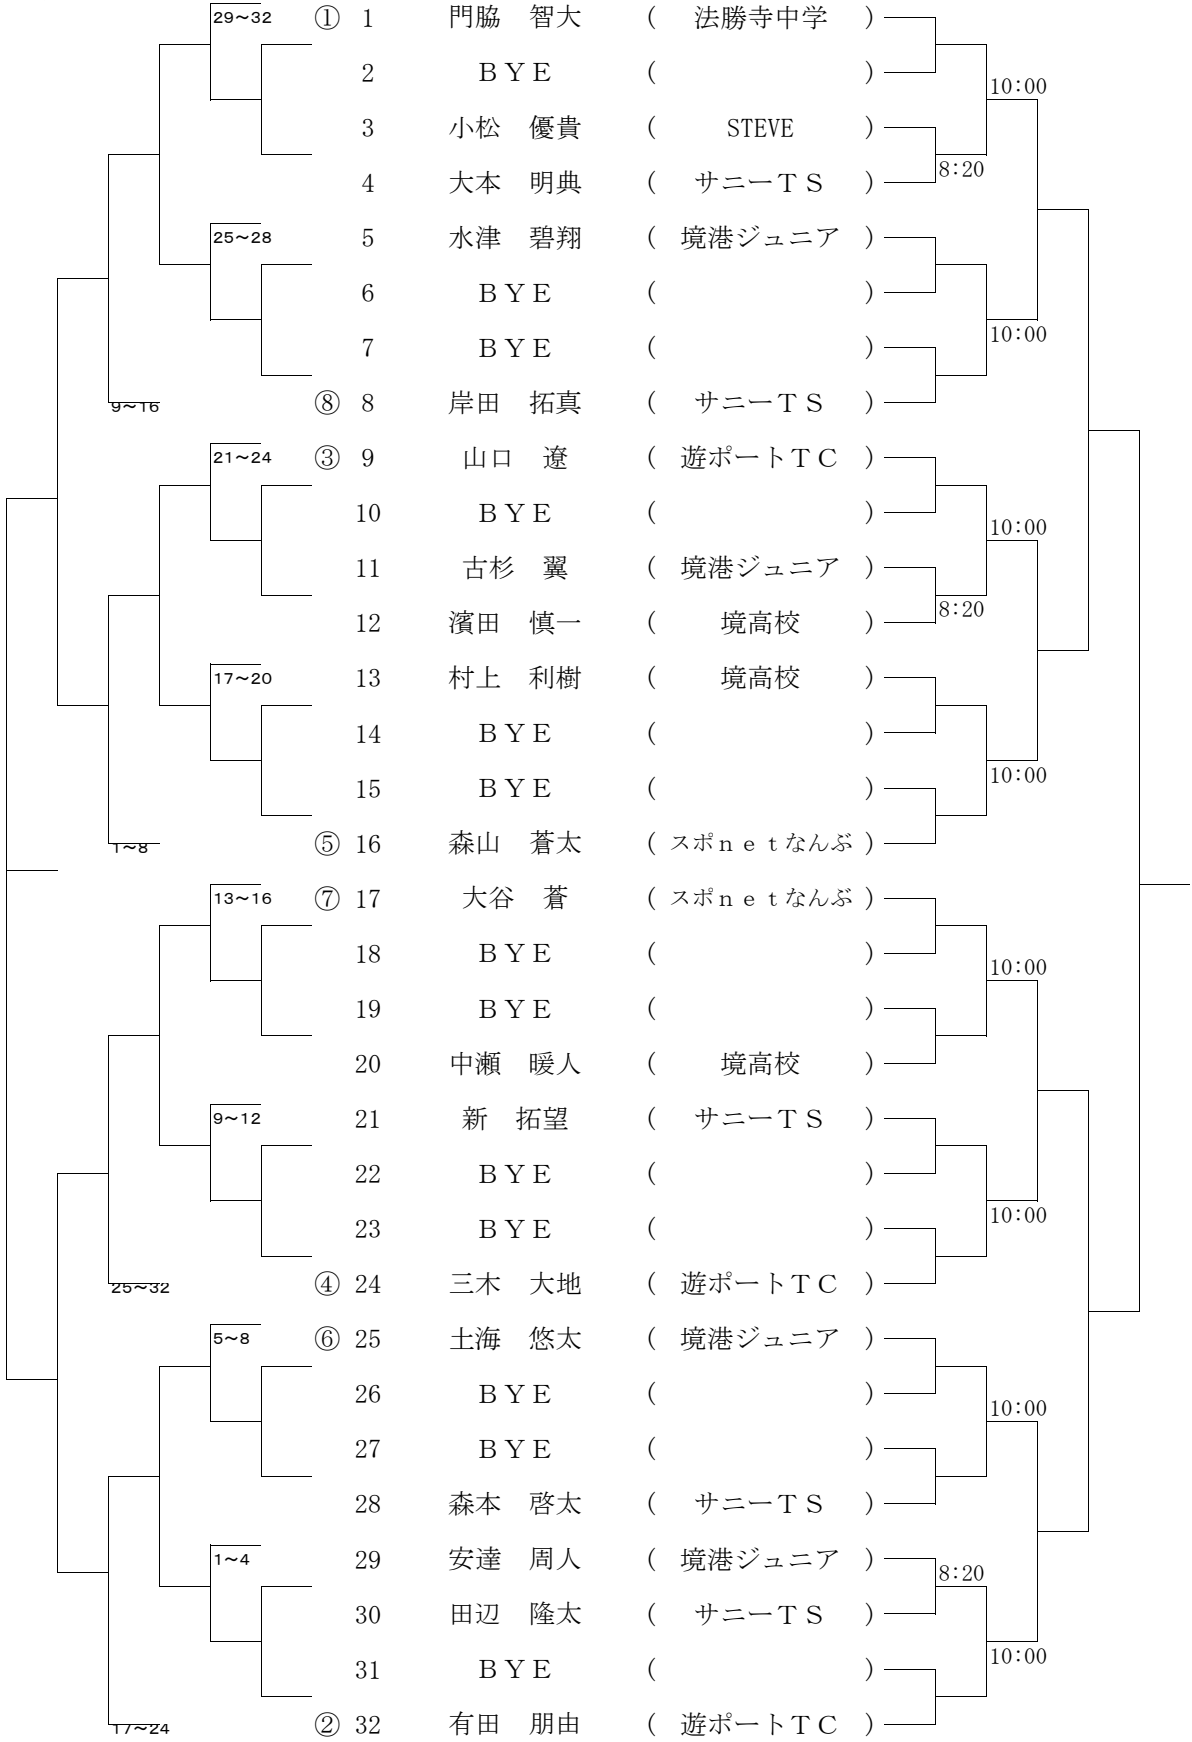 29～32 ① 1 門脇 智大 ( 法勝寺中学 )
2 ＢＹＥ ( )
10:00
3 小松 優貴 ( STEVE )
8:20
4 大本 明典 ( サニーＴＳ )
25～28 5 水津 碧翔 ( 境港ジュニア )
6 ＢＹＥ ( )
10:00
7 ＢＹＥ ( )
9～16 ⑧ 8 岸田 拓真 ( サニーＴＳ )
21～24 ③ 9 山口 遼 ( 遊ポートＴＣ )
10 ＢＹＥ ( )
10:00
11 古杉 翼 ( 境港ジュニア )
8:20
12 濱田 慎一 ( 境高校 )
17～20 13 村上 利樹 ( 境高校 )
14 ＢＹＥ ( )
10:00
15 ＢＹＥ ( )
1～8 ⑤ 16 森山 蒼太 ( スポｎｅｔなんぶ )
13～16 ⑦ 17 大谷 蒼 ( スポｎｅｔなんぶ )
18 ＢＹＥ ( )
10:00
19 ＢＹＥ ( )
20 中瀬 暖人 ( 境高校 )
9～12 21 新 拓望 ( サニーＴＳ )
22 ＢＹＥ ( )
10:00
23 ＢＹＥ ( )
25～32 ④ 24 三木 大地 ( 遊ポートＴＣ )
5～8 ⑥ 25 土海 悠太 ( 境港ジュニア )
26 ＢＹＥ ( )
10:00
27 ＢＹＥ ( )
28 森本 啓太 ( サニーＴＳ )
1～4 29 安達 周人 ( 境港ジュニア )
8:20
30 田辺 隆太 ( サニーＴＳ )
10:00
31 ＢＹＥ ( )
17～24 ② 32 有田 朋由 ( 遊ポートＴＣ )